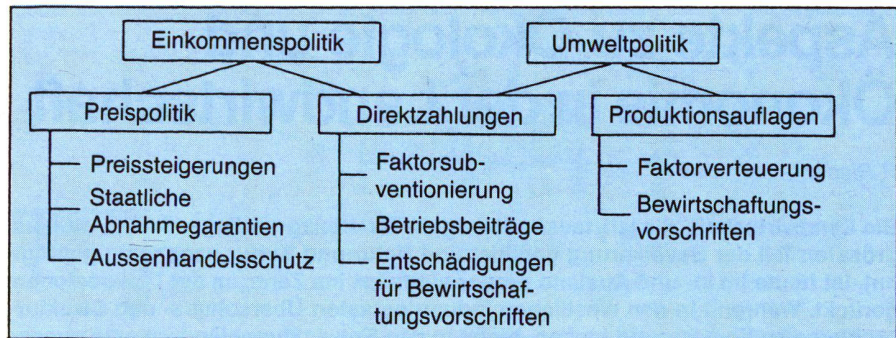 Einkommenspolitik
Umweltpolitik
Preispolitik
Direktzahlungen
Produktionsauflagen
Preissteigerungen
Staatliche
Abnahmegarantien
Aussenhandelsschutz
Faktorsub-
ventionierung
Betriebsbeiträge
Entschädigungen
für Bewirtschaf-
tungsvorschriften
Faktorverteuerung
Bewirtschaftungs-
vorschriften